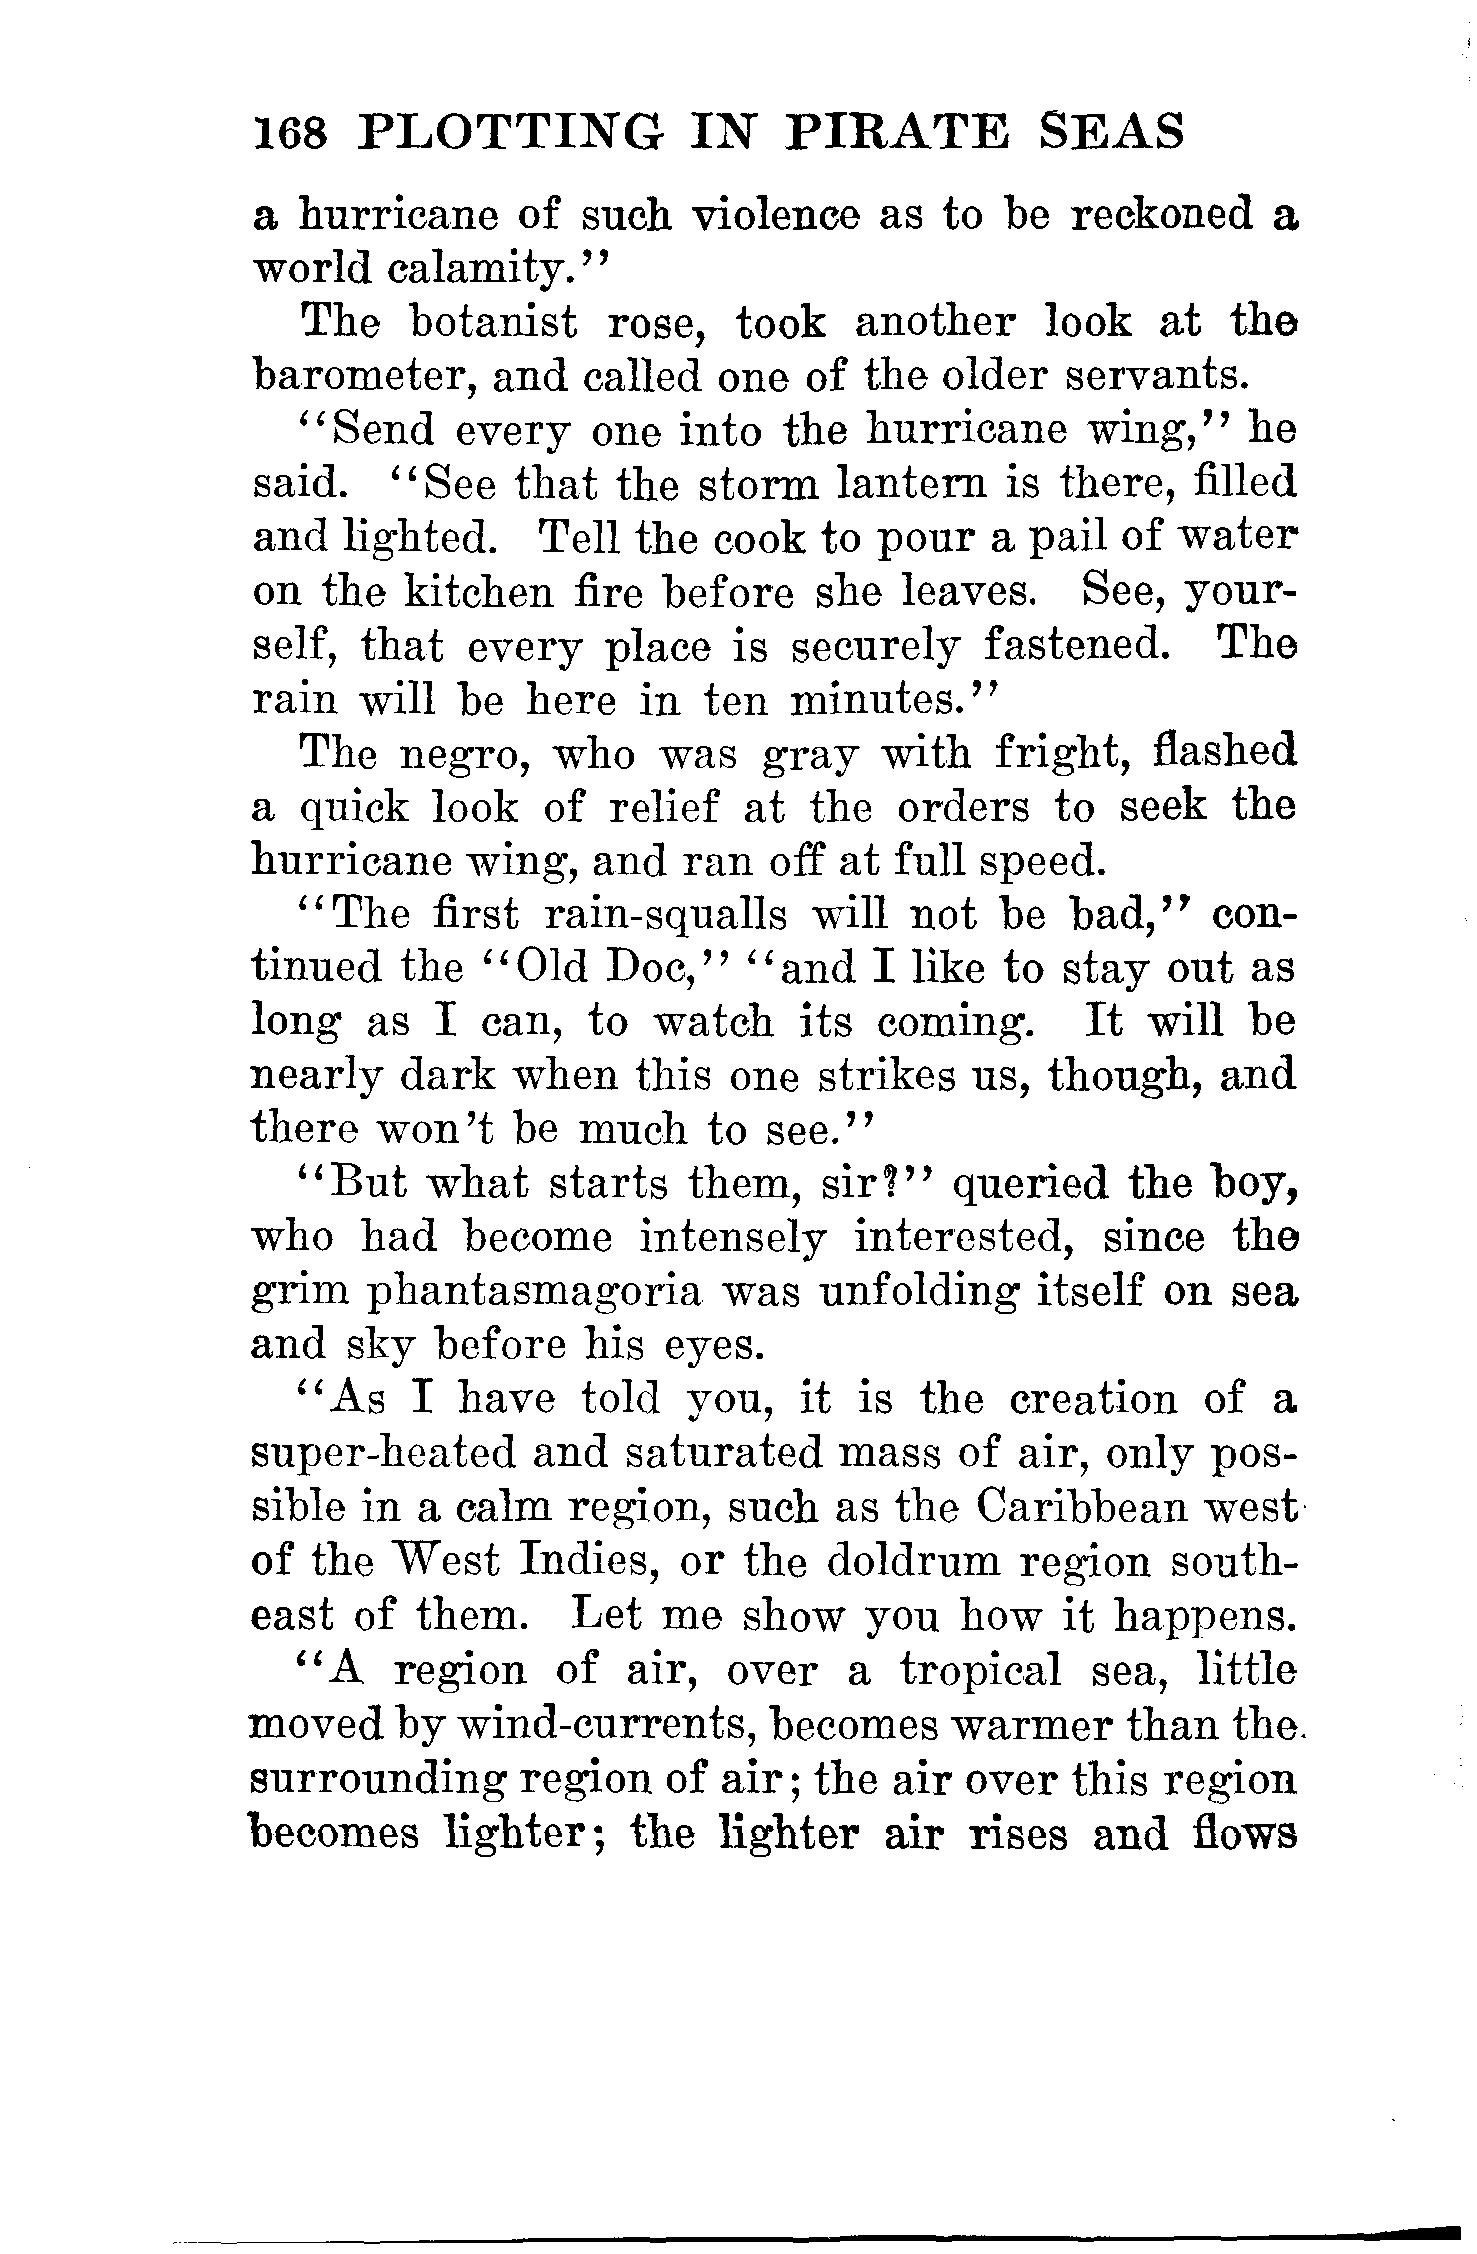 168 PLOTTING IN PIRATE SEAS
a hurricane of such violence as to be reckoned a
world calamity.''
The botanist rose, took another look at the
barometer, and called one of the older servants.
‘‘Send every one into the hurricane wing,’’ he
said. ‘‘See that the storm lantern is there, filled
and lighted. Tell the cook to pour a pail of water
on the kitchen fire before she leaves. See, your-
self, that every place is securely fastened. The
rain will be here in ten minutes.’’
The negro, who was gray with fright, flashed
a quick look of relief at the orders to seek the
hurricane wing, and ran off at full speed.
‘‘The first rain-squalls will not be bad,’’ con-
tinued the ‘‘Old Doc,’’ ‘‘and I like to stay out as
long as I can, to watch its coming. It will be
nearly dark when this one strikes us, though, and
there won’t be much to see.’’
‘‘But what starts them, sir?’’ queried the boy,
who had become intensely interested, since the
grim phantasmagoria was unfolding itself on sea
and sky before his eyes.
‘‘As I have told you, it is the creation of a
super-heated and saturated mass of air, only pos-
sible in a calm region, such as the Caribbean west
of the West Indies, or the doldrum region south-
east of them. Let me show you how it happens.
‘‘A region of air, over a tropical sea, little
moved by wind-currents, becomes warmer than the
surrounding region of air; the air over this region
becomes lighter; the lighter air rises and flows